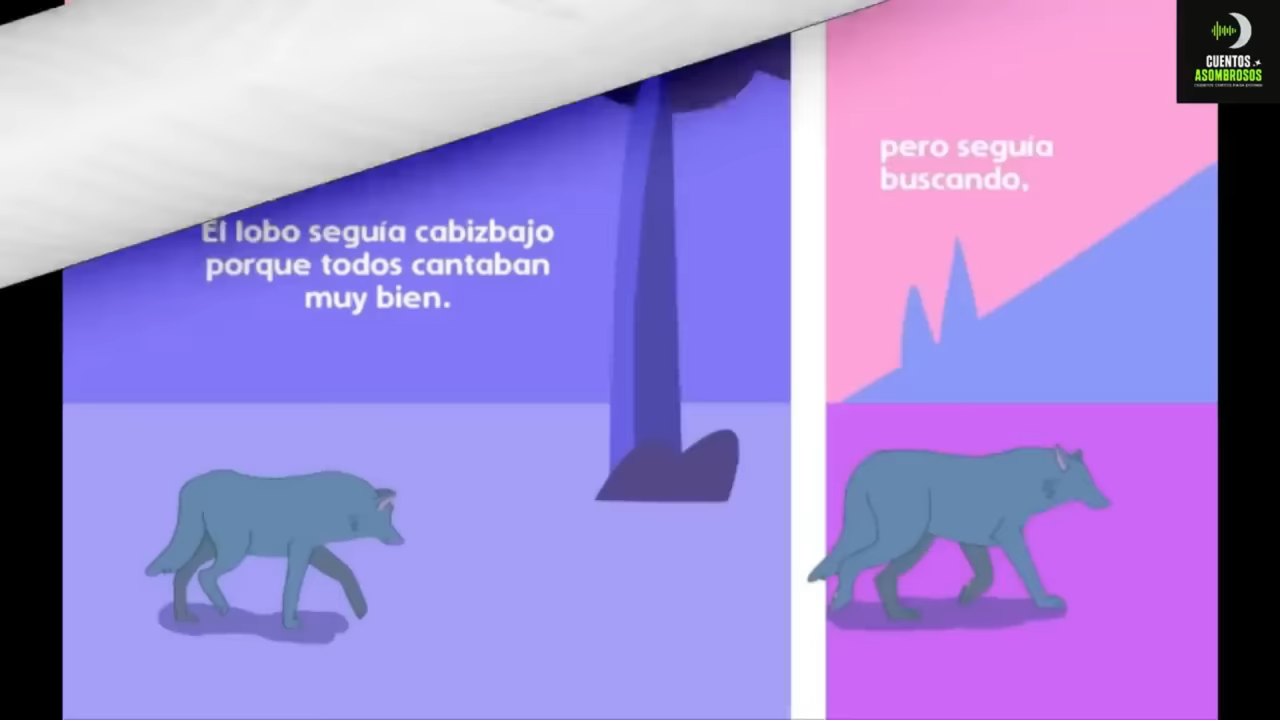 El lobo seguía cabizbajo
porque todos cantaban
muy bien.
pero seguía
buscando,
CUENTOS
ASOMBROSOS